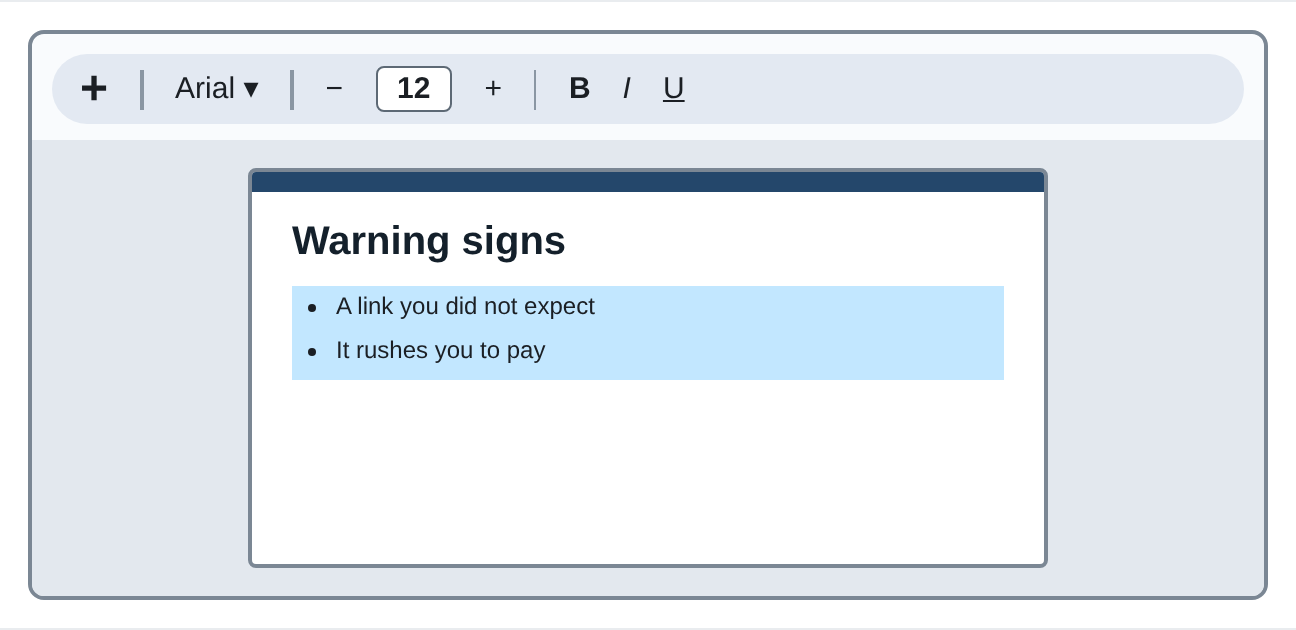 + Arial ▾ − 12 + B I U
Warning signs
• A link you did not expect
• It rushes you to pay